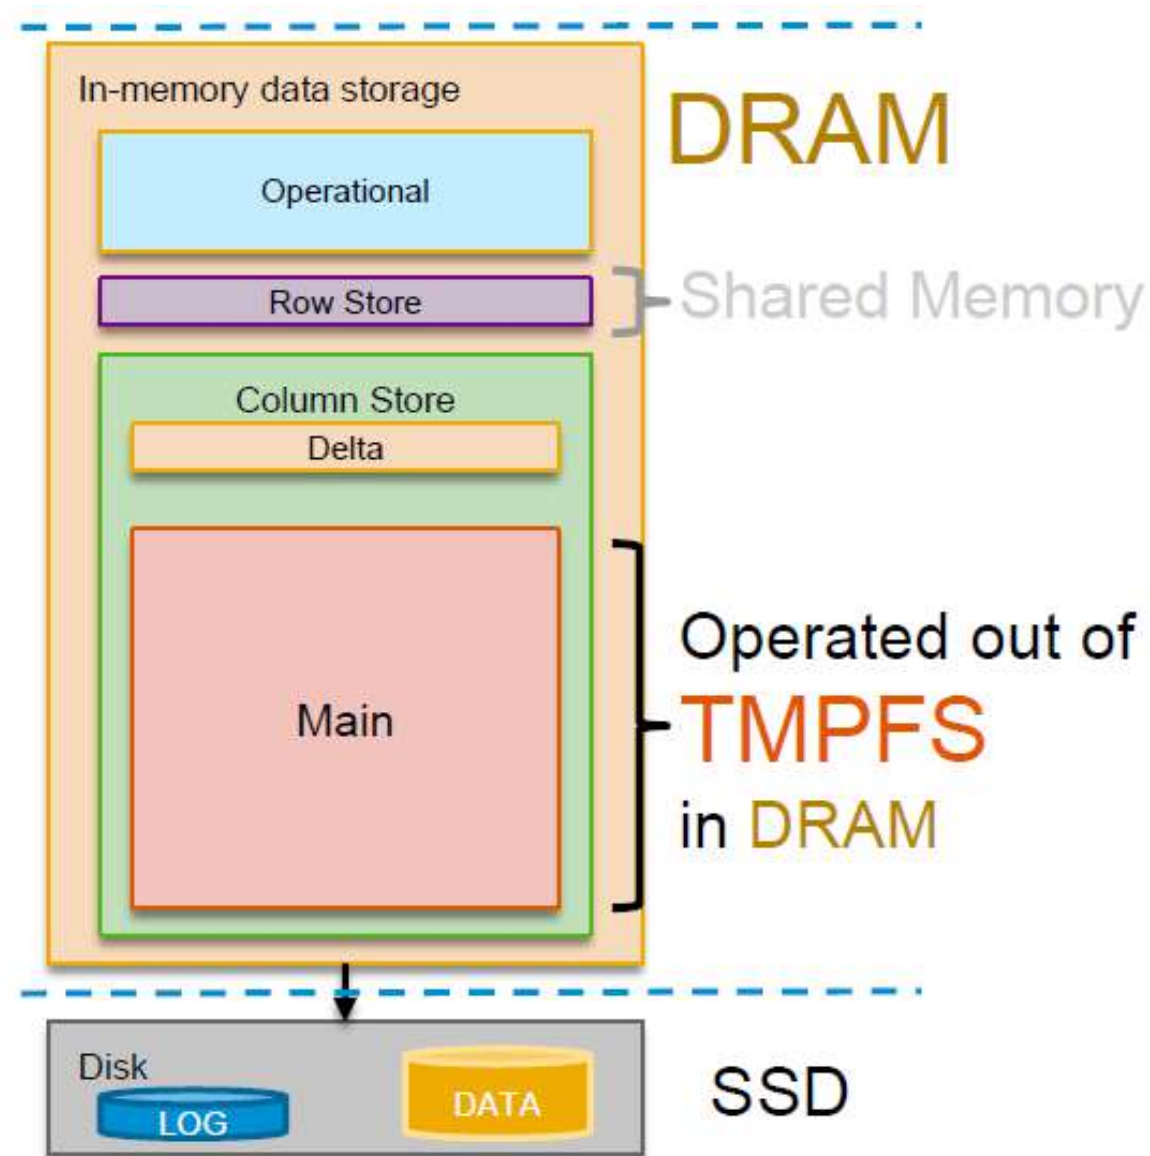 In-memory data storage
DRAM
Operational
Row Store
Shared Memory
Column Store
Delta
Main
Operated out of
TMPFS
in DRAM
Disk
LOG
DATA
SSD